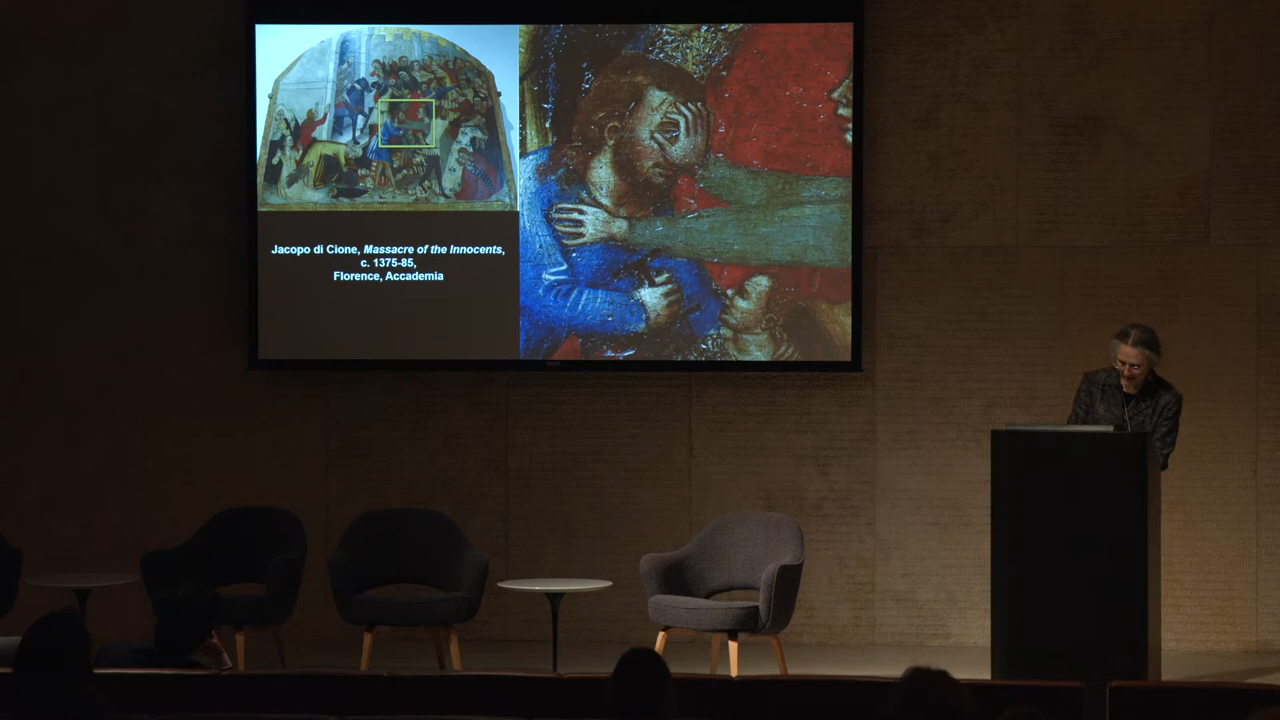 Jacopo di Cione, Massacre of the Innocents,
c. 1375-85,
Florence, Accademia